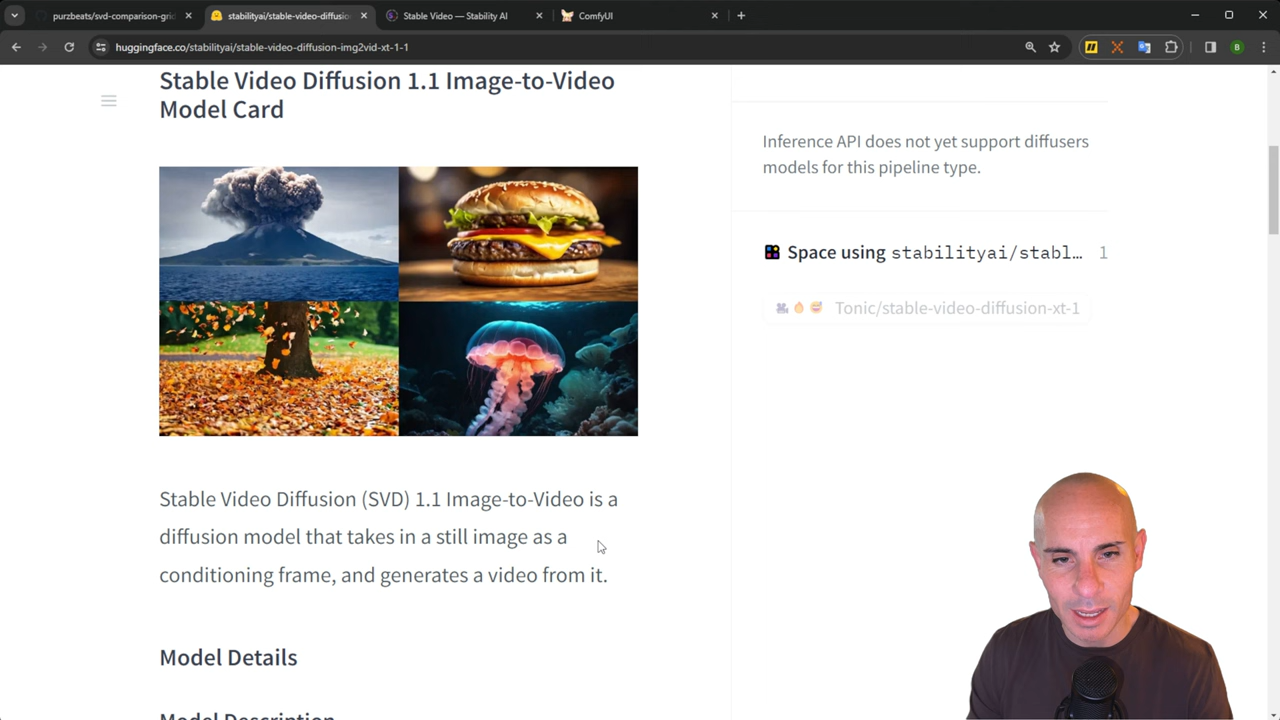 purzbeats/svd-comparison-grid
stabilityai/stable-video-diffusio
Stable Video — Stability AI
ComfyUI
huggingface.co/stabilityai/stable-video-diffusion-img2vid-xt-1-1
B
Stable Video Diffusion 1.1 Image-to-Video
Model Card
Stable Video Diffusion (SVD) 1.1 Image-to-Video is a
diffusion model that takes in a still image as a
conditioning frame, and generates a video from it.
Model Details
Model Description
Inference API does not yet support diffusers
models for this pipeline type.
Space using stabilityai/stabl… 1
Tonic/stable-video-diffusion-xt-1